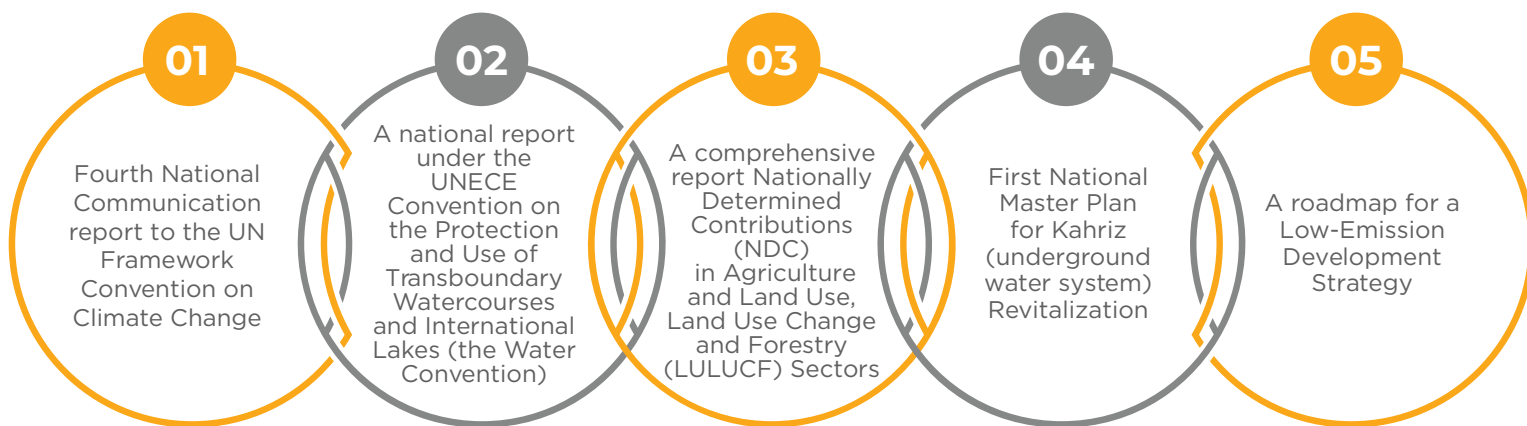 01
Fourth National
Communication
report to the UN
Framework
Convention on
Climate Change
02
A national report
under the
UNECE
Convention on
the Protection
and Use of
Transboundary
Watercourses
and International
Lakes (the Water
Convention)
03
A comprehensive
report Nationally
Determined
Contributions
(NDC)
in Agriculture
and Land Use,
Land Use Change
and Forestry
(LULUCF) Sectors
04
First National
Master Plan
for Kahriz
(underground
water system)
Revitalization
05
A roadmap for a
Low-Emission
Development
Strategy